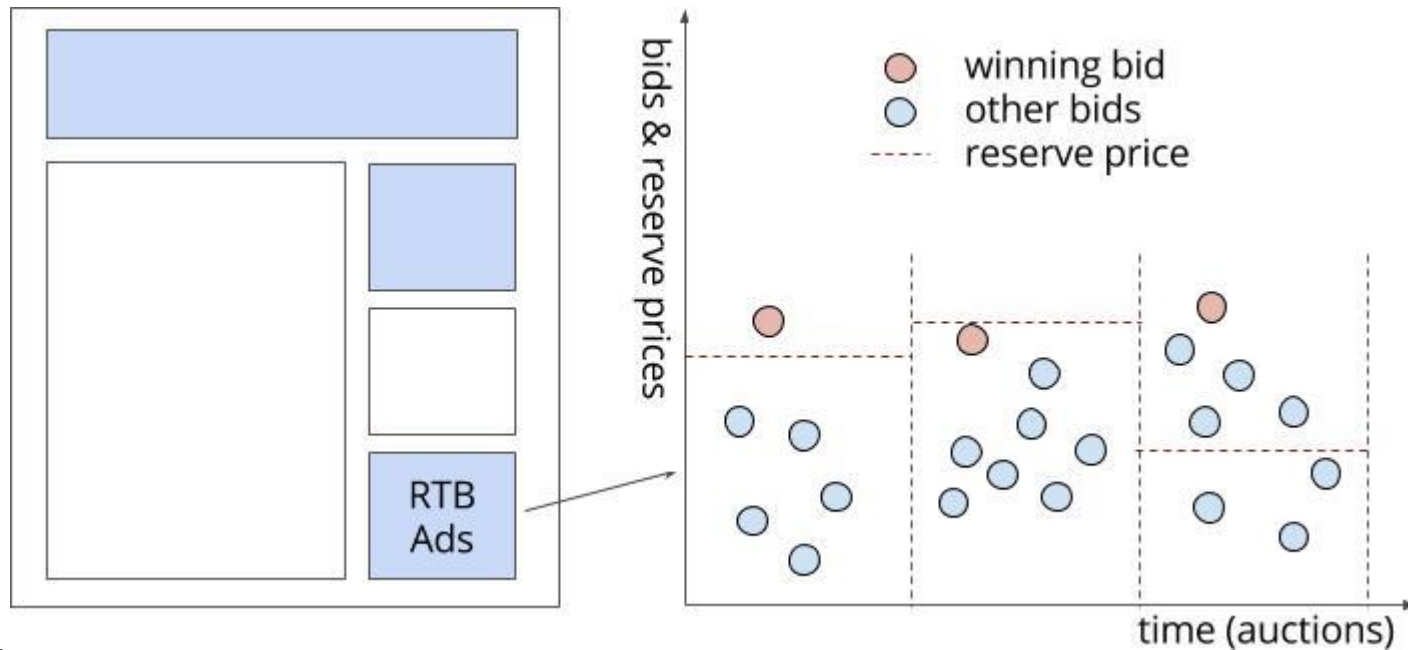 RTB
Ads
bids & reserve prices
winning bid
other bids
reserve price
time (auctions)